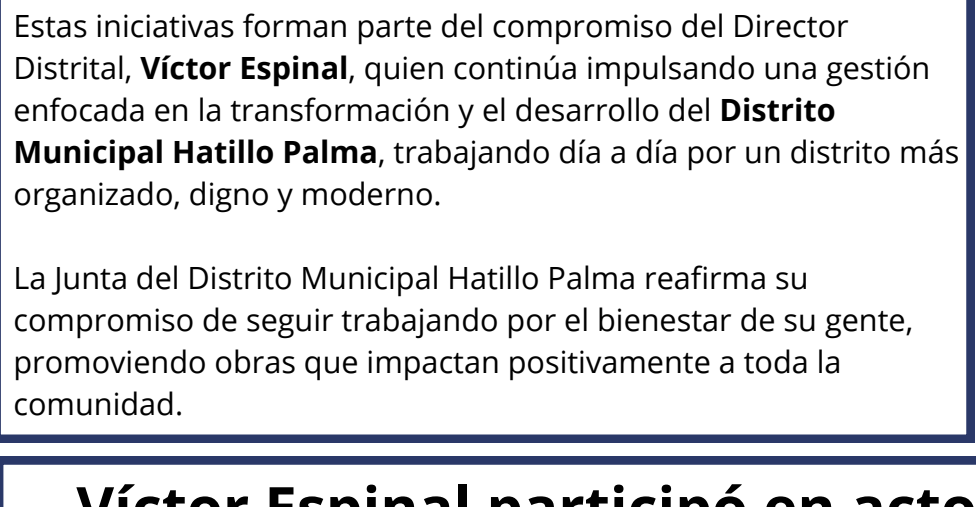 Estas iniciativas forman parte del compromiso del Director
Distrital, Víctor Espinal, quien continúa impulsando una gestión
enfocada en la transformación y el desarrollo del Distrito
Municipal Hatillo Palma, trabajando día a día por un distrito más
organizado, digno y moderno.
La Junta del Distrito Municipal Hatillo Palma reafirma su
compromiso de seguir trabajando por el bienestar de su gente,
promoviendo obras que impactan positivamente a toda la
comunidad.
Víctor Espinal participó en acto